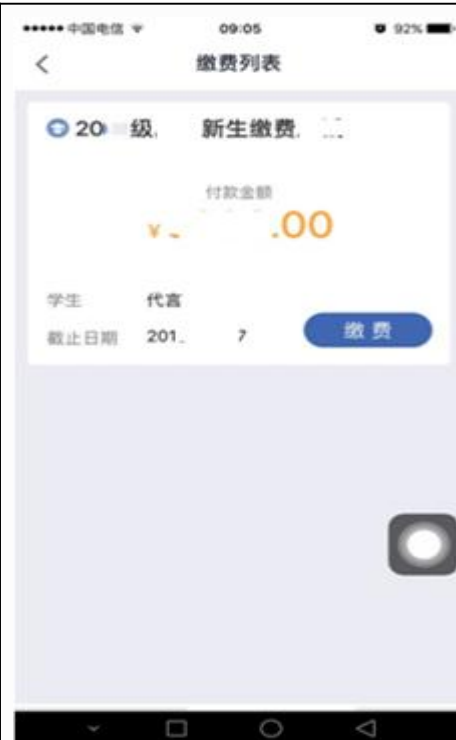 中国电信 09:05 92%
缴费列表
20 级, 新生缴费,
付款金额
¥ .00
学生 代言
截止日期 201 7
缴费